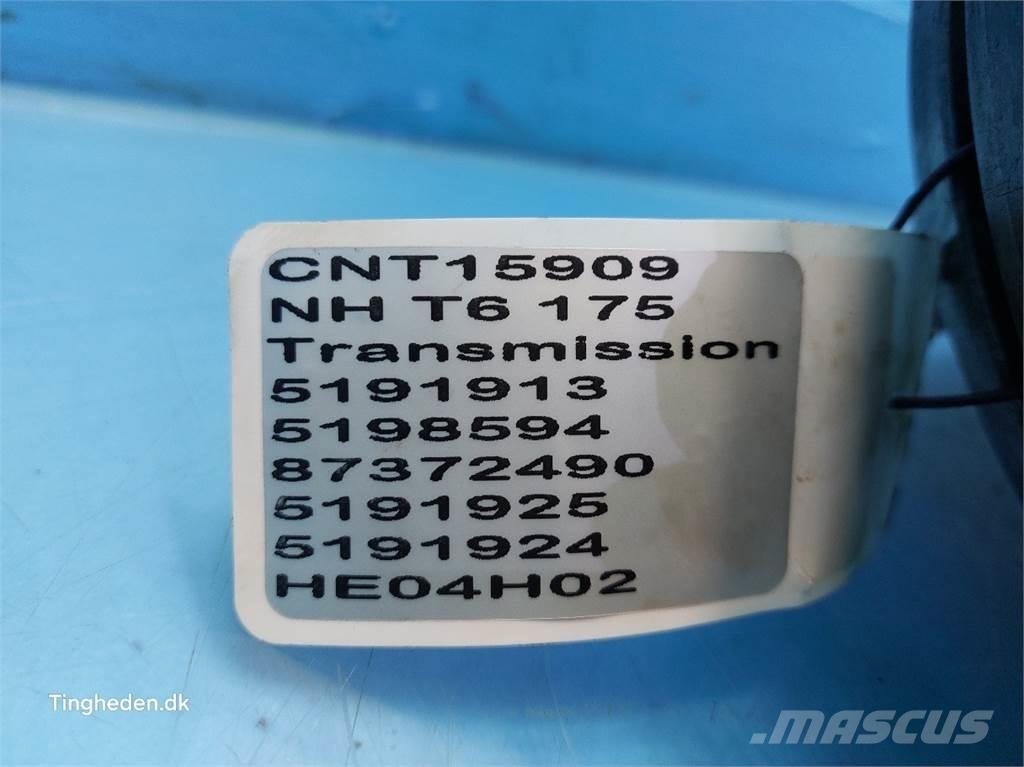 CNT15909
NH T6 175
Transmission
5191913
5198594
87372490
5191925
5191924
HE04H02
Tingheden.dk
.MASCUS